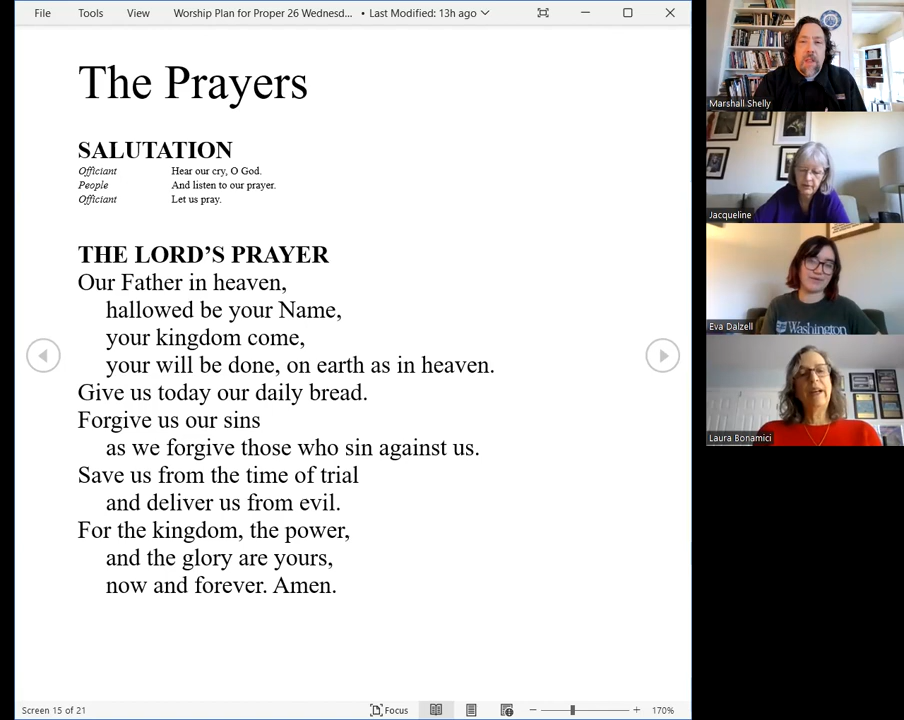 File Tools View Worship Plan for Proper 26 Wednesd... • Last Modified: 13h ago
The Prayers
SALUTATION
Officiant Hear our cry, O God.
People And listen to our prayer.
Officiant Let us pray.
THE LORD’S PRAYER
Our Father in heaven,
hallowed be your Name,
your kingdom come,
your will be done, on earth as in heaven.
Give us today our daily bread.
Forgive us our sins
as we forgive those who sin against us.
Save us from the time of trial
and deliver us from evil.
For the kingdom, the power,
and the glory are yours,
now and forever. Amen.
Screen 15 of 21 Focus 170%
Marshall Shelly
Jacqueline
Washington
Eva Dalzell
Laura Bonamici